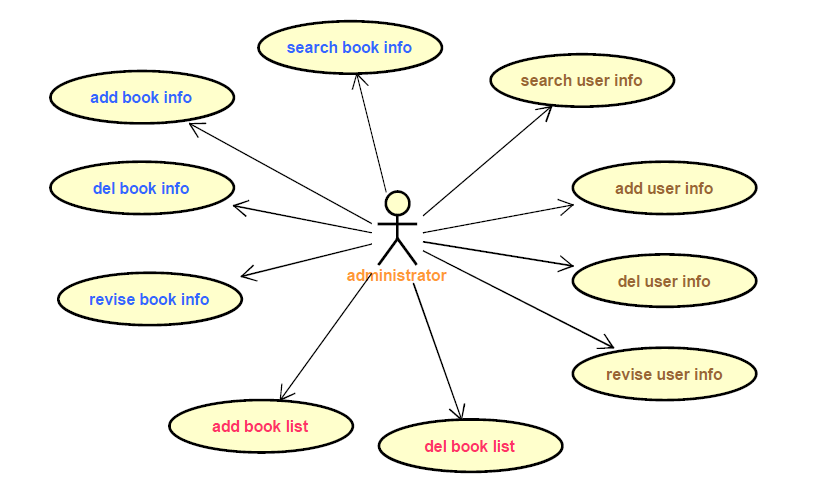 search book info
search user info
add book info
del book info
add user info
administrator
revise book info
del user info
revise user info
add book list
del book list